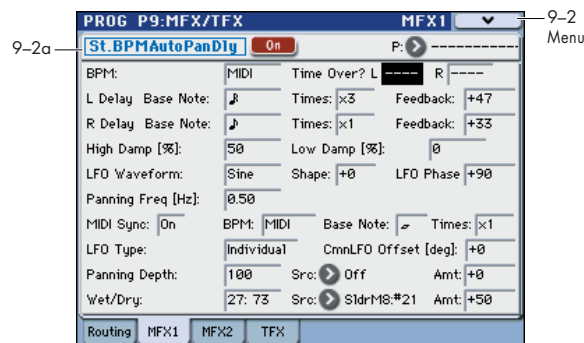 PROG P9:MFX/TFX MFX1
9–2 Menu
9–2a
St.BPMAutoPanDly On P: -----------
BPM: MIDI Time Over? L ---- R ----
L Delay Base Note: Times: x3 Feedback: +47
R Delay Base Note: ♪ Times: x1 Feedback: +33
High Damp [%]: 50 Low Damp [%]: 0
LFO Waveform: Sine Shape: +0 LFO Phase +90
Panning Freq [Hz]: 0.50
MIDI Sync: On BPM: MIDI Base Note: Times: x1
LFO Type: Individual CmnLFO Offset [deg]: +0
Panning Depth: 100 Src: Off Amt: +0
Wet/Dry: 27: 73 Src: SldrM8:#21 Amt: +50
Routing MFX1 MFX2 TFX